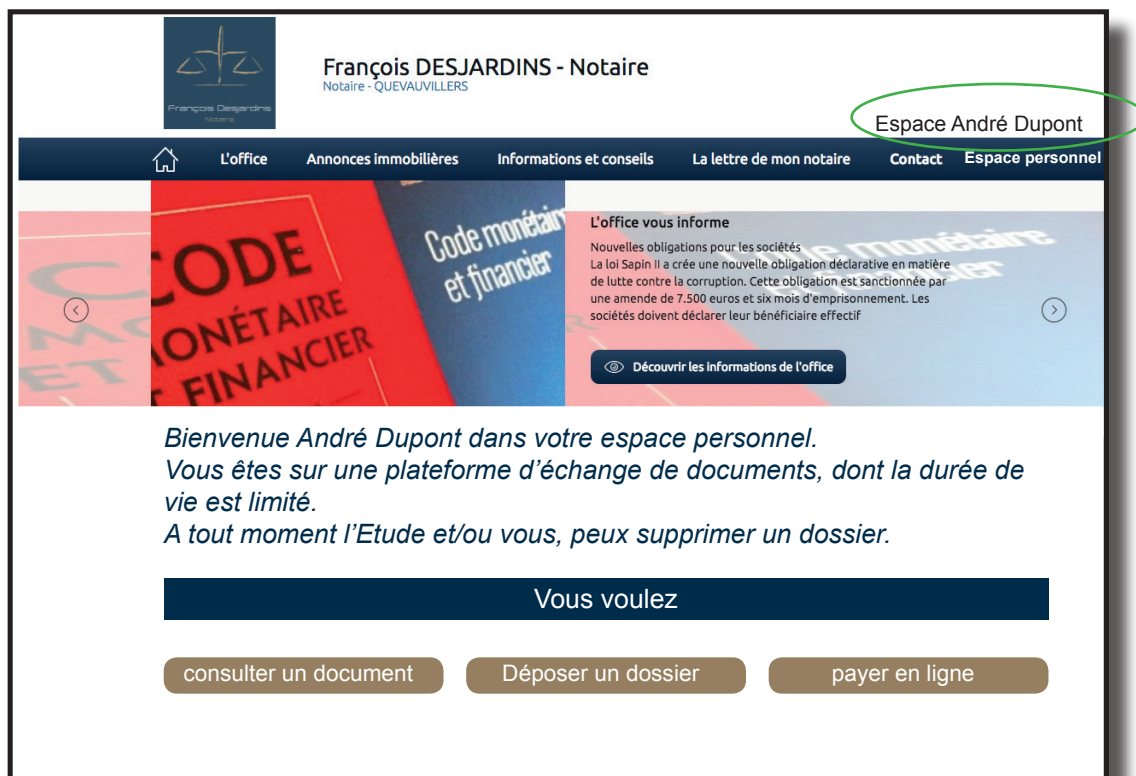 François DESJARDINS - Notaire
Notaire - QUEVAUVILLERS
François Desjardins
Notaire
Espace André Dupont
L'office
Annonces immobilières
Informations et conseils
La lettre de mon notaire
Contact
Espace personnel
CODE
MONÉTAIRE
ET FINANCIER
Code monétaire
et financier
L'office vous informe
Nouvelles obligations pour les sociétés
La loi Sapin II a crée une nouvelle obligation déclarative en matière
de lutte contre la corruption. Cette obligation est sanctionnée par
une amende de 7.500 euros et six mois d'emprisonnement. Les
sociétés doivent déclarer leur bénéficiaire effectif
Découvrir les informations de l'office
Bienvenue André Dupont dans votre espace personnel.
Vous êtes sur une plateforme d’échange de documents, dont la durée de
vie est limité.
A tout moment l’Etude et/ou vous, peux supprimer un dossier.
Vous voulez
consulter un document
Déposer un dossier
payer en ligne